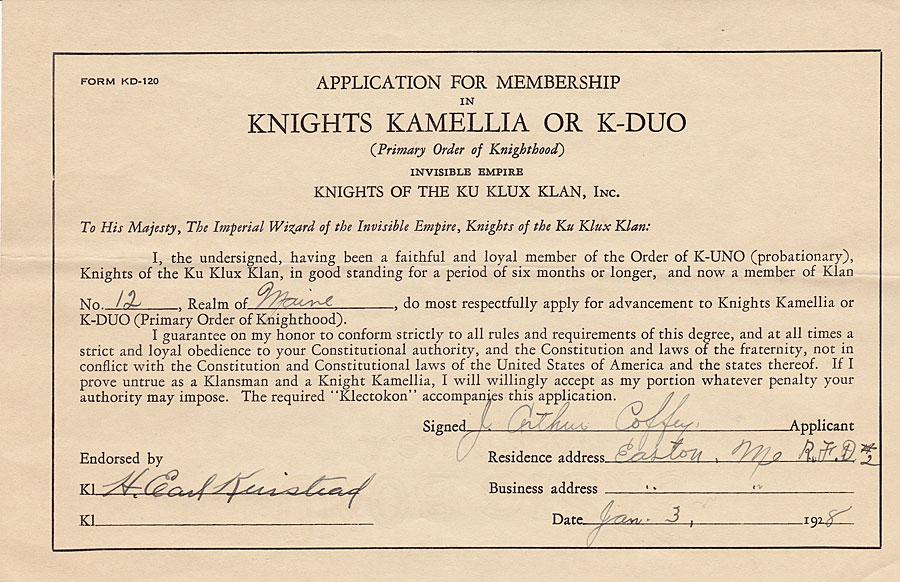 FORM KD-120
APPLICATION FOR MEMBERSHIP
IN
KNIGHTS KAMELLIA OR K-DUO
(Primary Order of Knighthood)
INVISIBLE EMPIRE
KNIGHTS OF THE KU KLUX KLAN, Inc.
To His Majesty, The Imperial Wizard of the Invisible Empire, Knights of the Ku Klux Klan:
I, the undersigned, having been a faithful and loyal member of the Order of K-UNO (probationary),
Knights of the Ku Klux Klan, in good standing for a period of six months or longer, and now a member of Klan
No. 12, Realm of Maine, do most respectfully apply for advancement to Knights Kamellia or
K-DUO (Primary Order of Knighthood).
I guarantee on my honor to conform strictly to all rules and requirements of this degree, and at all times a
strict and loyal obedience to your Constitutional authority, and the Constitution and laws of the fraternity, not in
conflict with the Constitution and Constitutional laws of the United States of America and the states thereof. If I
prove untrue as a Klansman and a Knight Kamellia, I will willingly accept as my portion whatever penalty your
authority may impose. The required "Klectokon" accompanies this application.
Signed J. Arthur Coffey. Applicant
Residence address Easton, Me R.F.D. #2
Endorsed by
Kl H. Earl
Business address " "
Kl
Date Jan. 3, 1928